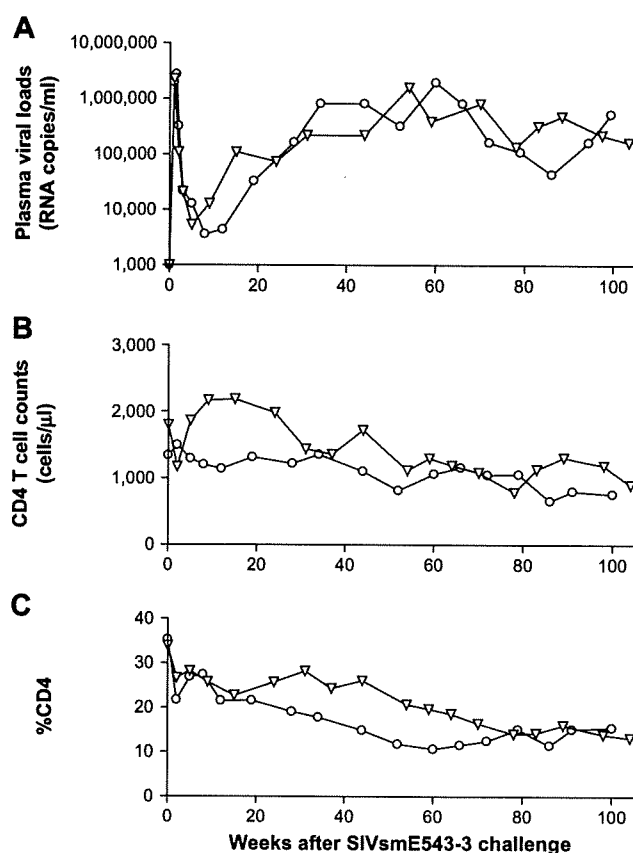 A
Plasma viral loads
(RNA copies/ml)
10,000,000
1,000,000
100,000
10,000
1,000
0 20 40 60 80 100
B
CD4 T cell counts
(cells/μl)
3,000
2,000
1,000
0
0 20 40 60 80 100
C
%CD4
40
30
20
10
0
0 20 40 60 80 100
Weeks after SIVsmE543-3 challenge